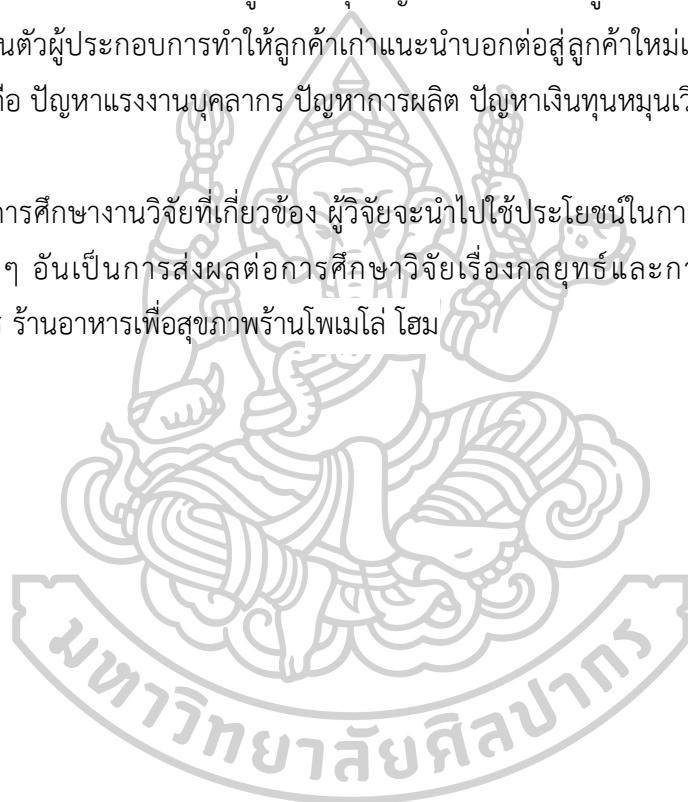 นตัวผู้ประกอบการทำให้ลูกค้าเก่าแนะนำบอกต่อสู่ลูกค้าใหม่เ
ือ ปัญหาแรงงานบุคลากร ปัญหาการผลิต ปัญหาเงินทุนหมุนเวี
ารศึกษางานวิจัยที่เกี่ยวข้อง ผู้วิจัยจะนำไปใช้ประโยชน์ในกา
ๆ อันเป็นการส่งผลต่อการศึกษาวิจัยเรื่องกลยุทธ์และกา
ร้านอาหารเพื่อสุขภาพร้านโพเมโล่ โฮม
มหาวิทยาลัยศิลปากร